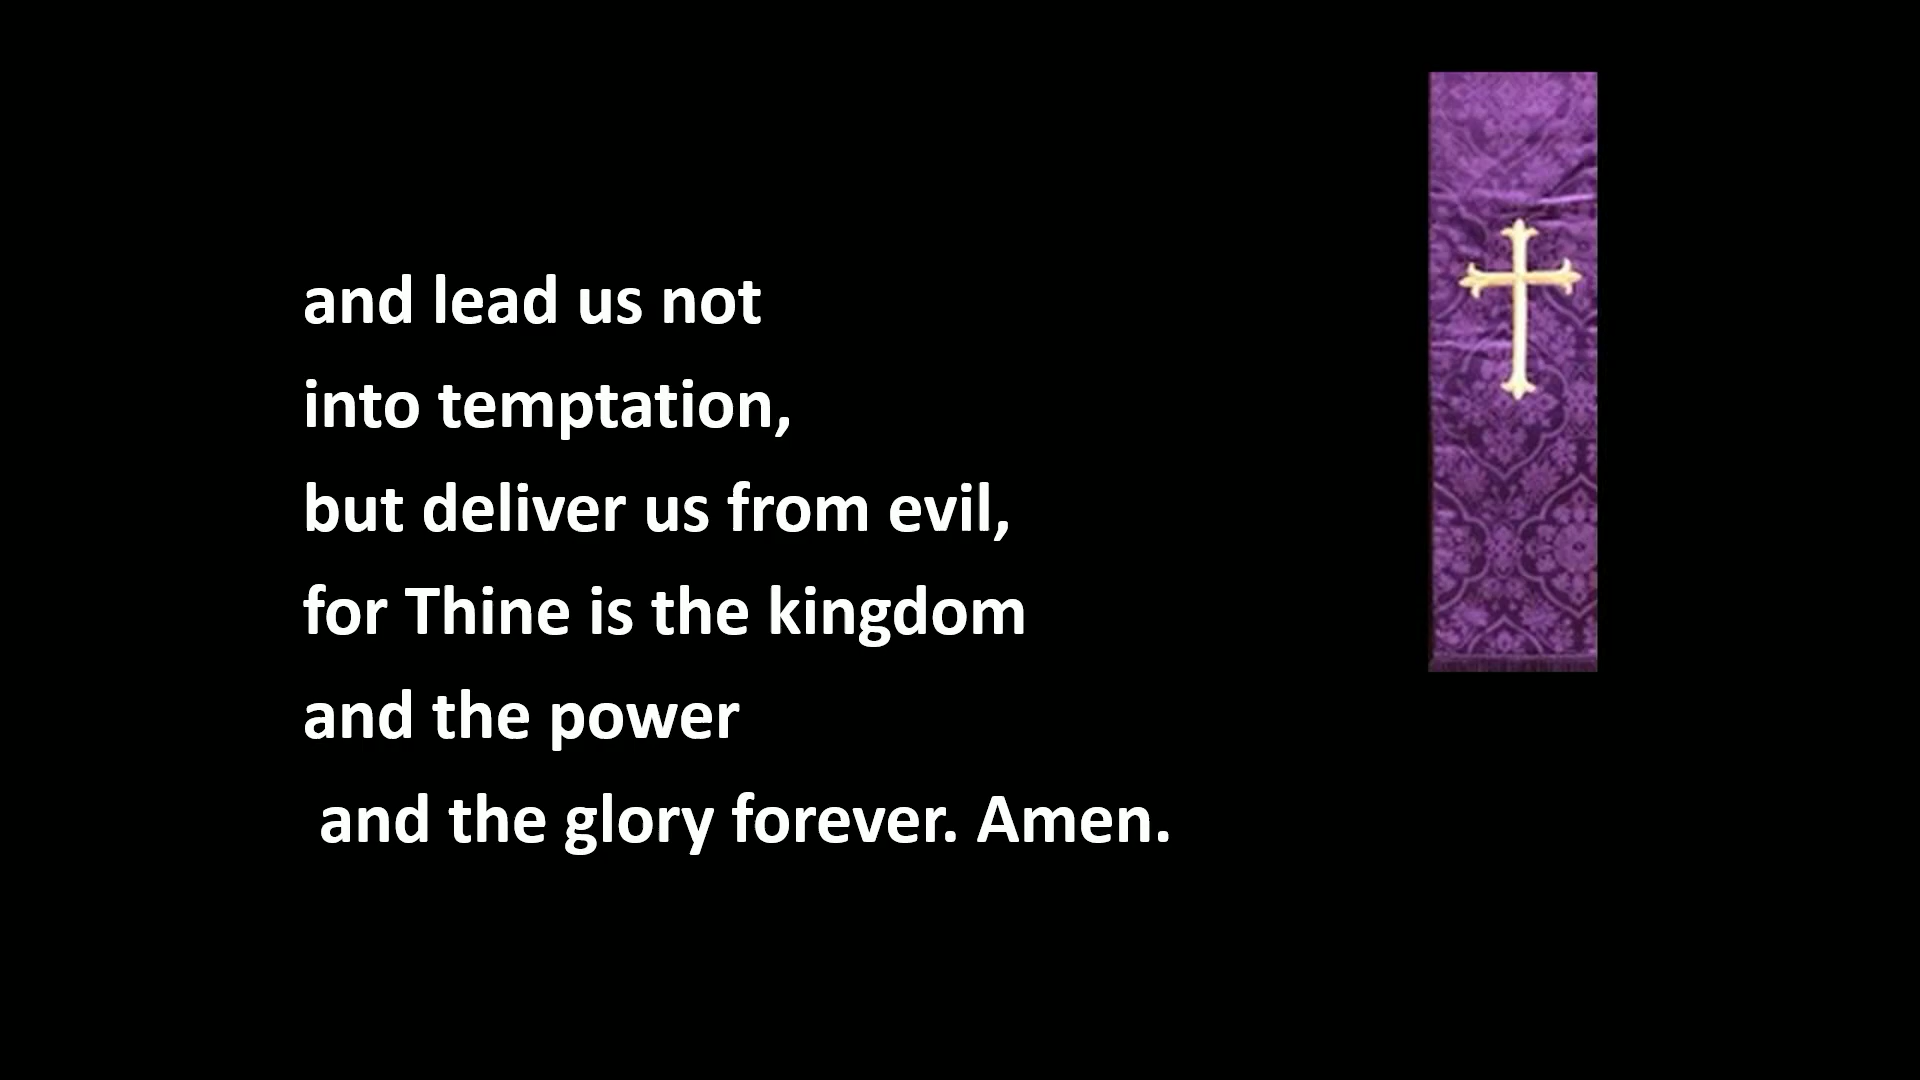 and lead us not
into temptation,
but deliver us from evil,
for Thine is the kingdom
and the power
and the glory forever. Amen.